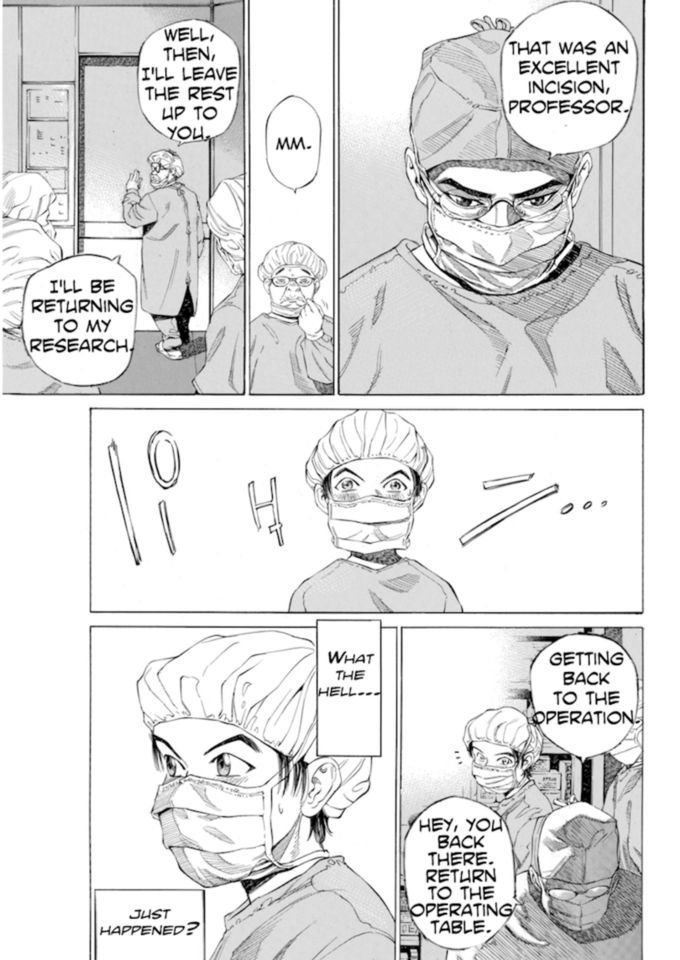 THAT WAS AN
EXCELLENT
INCISION,
PROFESSOR.
MM.
WELL,
THEN,
I'LL LEAVE
THE REST
UP TO
YOU.
I'LL BE
RETURNING
TO MY
RESEARCH.
GETTING
BACK
TO THE
OPERATION.
HEY, YOU
BACK
THERE.
RETURN
TO THE
OPERATING
TABLE.
WHAT
THE
HELL---
JUST
HAPPENED?